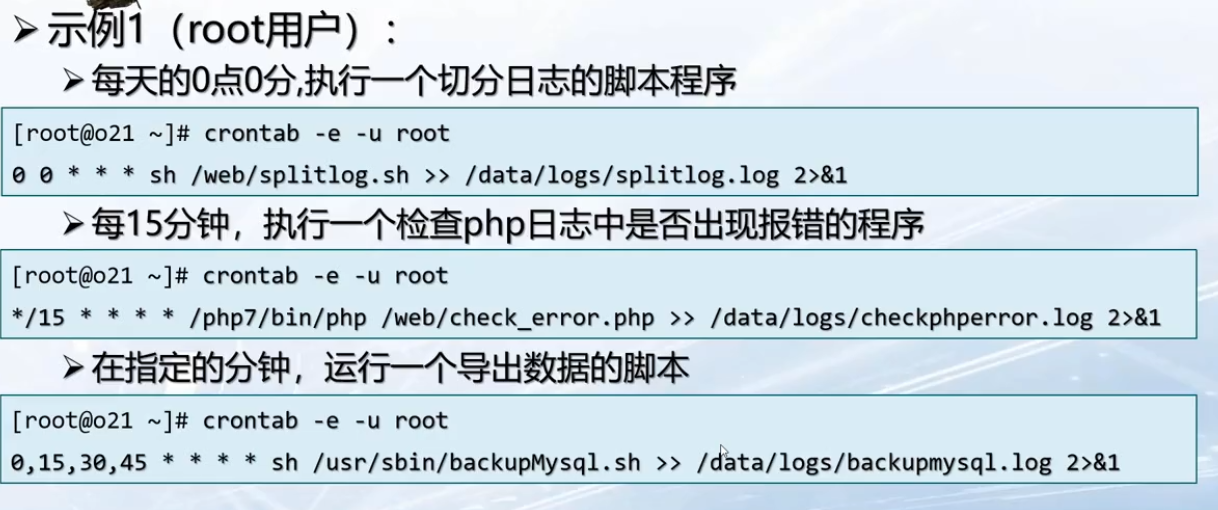 ➢示例1（root用户）：
➢每天的0点0分,执行一个切分日志的脚本程序
[root@o21 ~]# crontab -e -u root
0 0 * * * sh /web/splitlog.sh >> /data/logs/splitlog.log 2>&1
➢每15分钟，执行一个检查php日志中是否出现报错的程序
[root@o21 ~]# crontab -e -u root
*/15 * * * * /php7/bin/php /web/check_error.php >> /data/logs/checkphperror.log 2>&1
➢在指定的分钟，运行一个导出数据的脚本
[root@o21 ~]# crontab -e -u root
0,15,30,45 * * * * sh /usr/sbin/backupMysql.sh >> /data/logs/backupmysql.log 2>&1